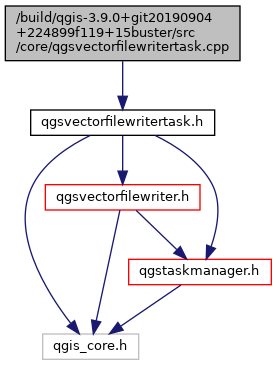 /build/qgis-3.9.0+git20190904
+224899f119+15buster/src
/core/qgsvectorfilewritertask.cpp
qgsvectorfilewritertask.h
qgsvectorfilewriter.h
qgstaskmanager.h
qgis_core.h